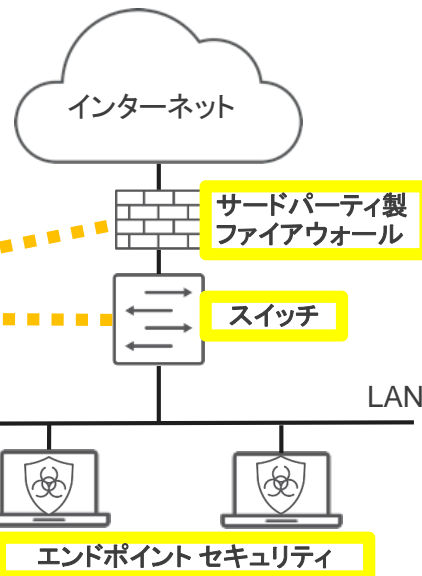 インターネット
サードパーティ製
ファイアウォール
スイッチ
LAN
エンドポイント セキュリティ